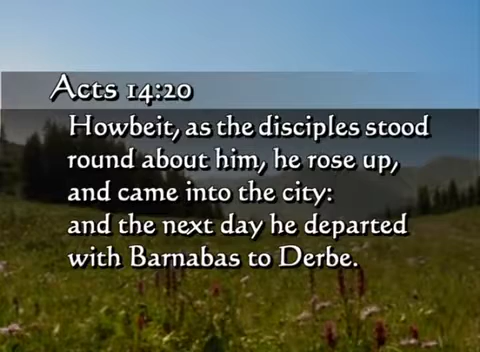 Acts 14:20
Howbeit, as the disciples stood
round about him, he rose up,
and came into the city:
and the next day he departed
with Barnabas to Derbe.